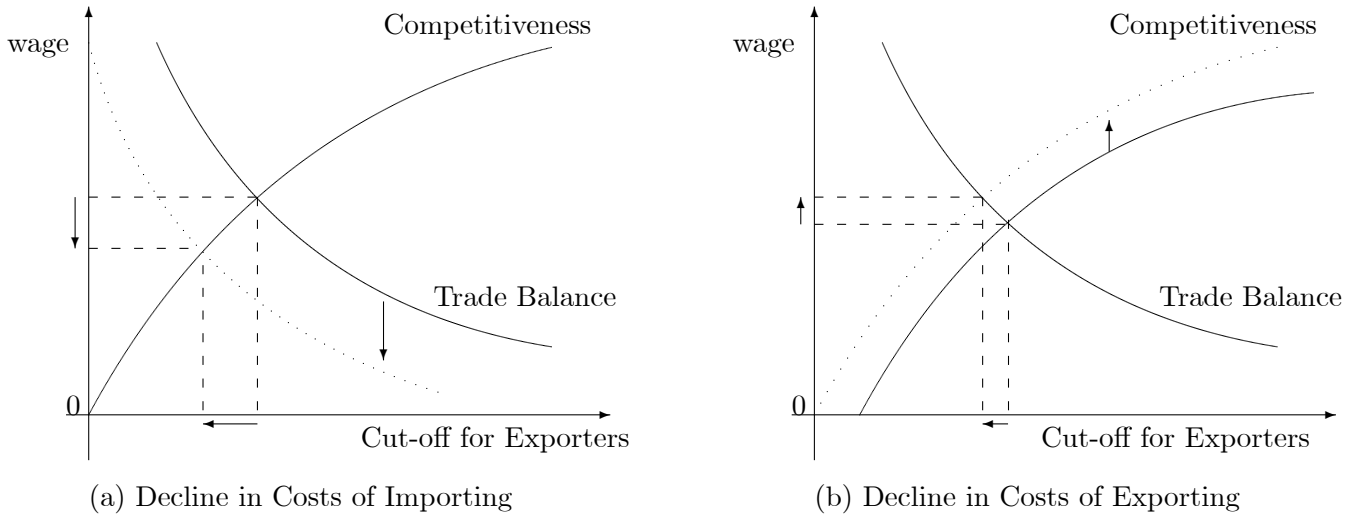 Competitiveness
wage
Trade Balance
0
Cut-off for Exporters
(a) Decline in Costs of Importing
Competitiveness
wage
Trade Balance
0
Cut-off for Exporters
(b) Decline in Costs of Exporting